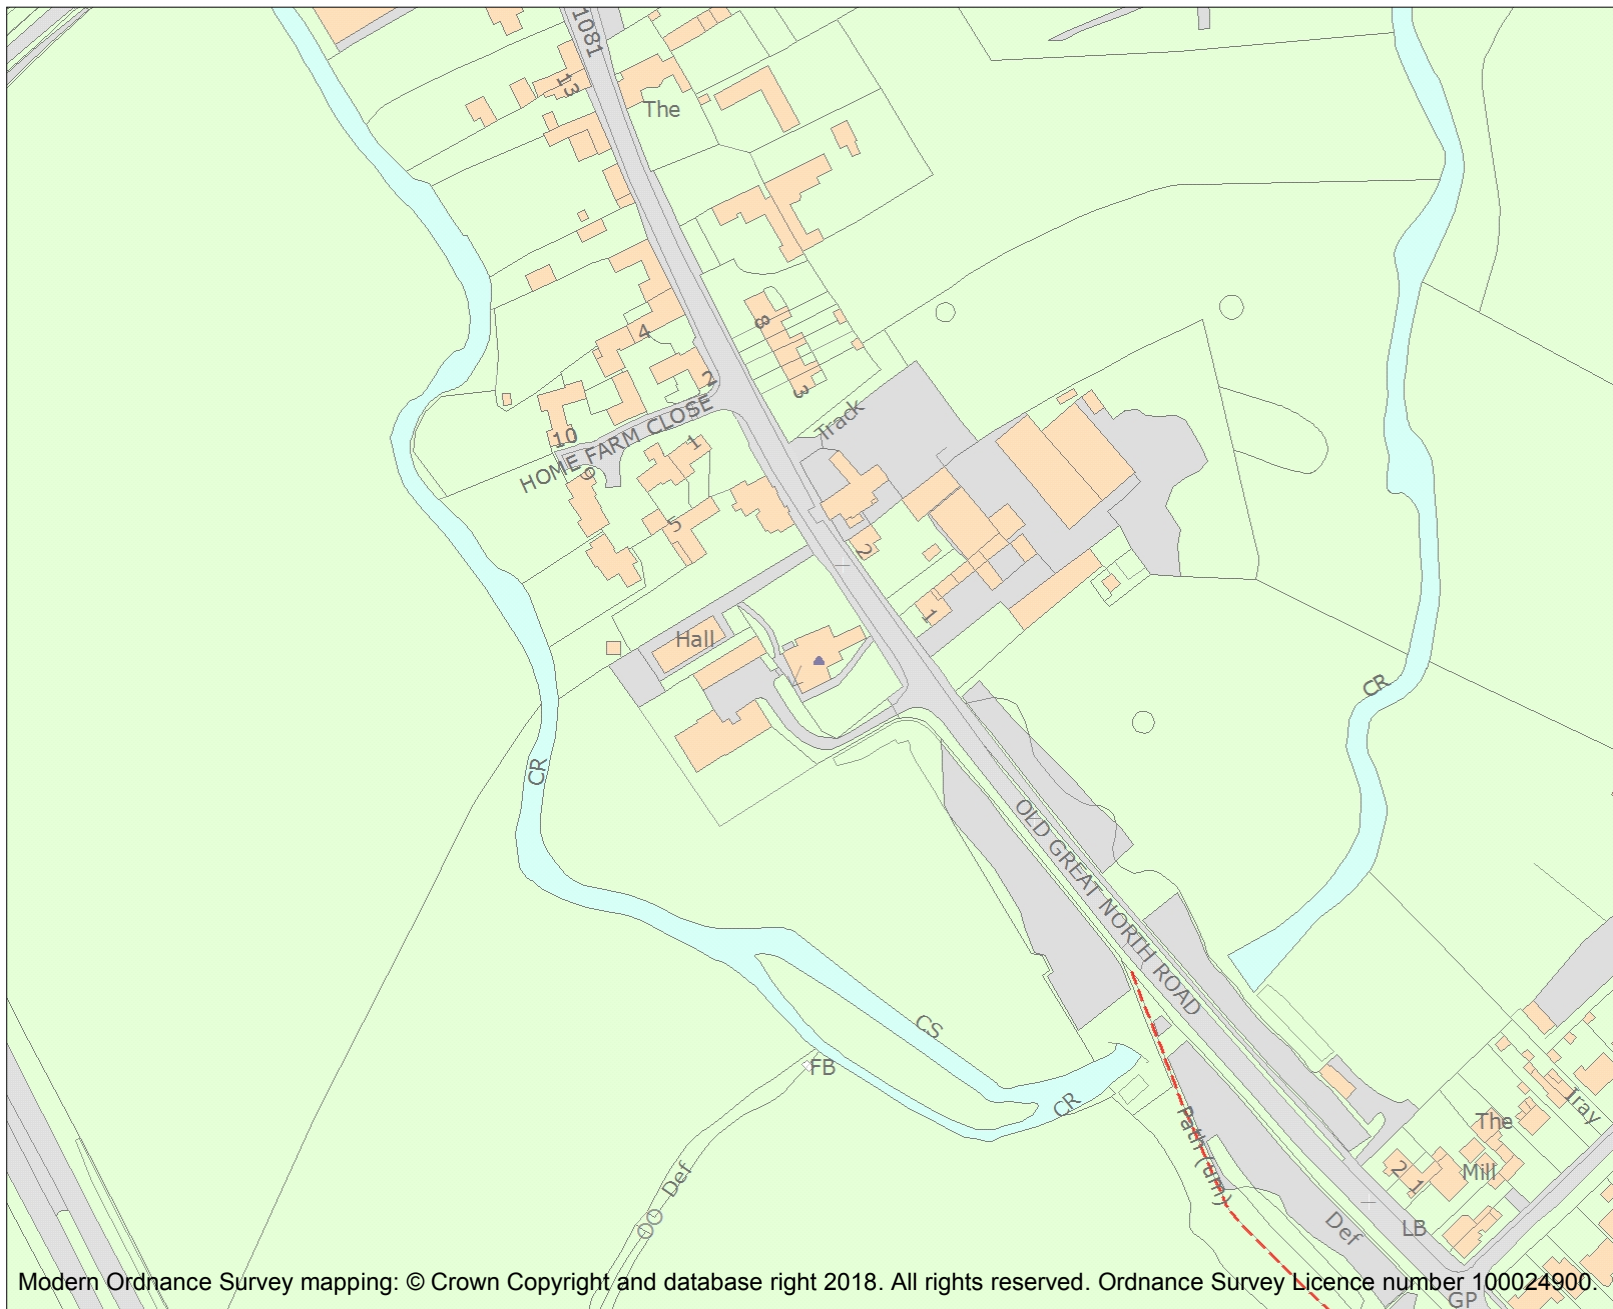 1081
13
The
4
2
8
3
Track
HOME FARM CLOSE
10
1
9
5
2
1
Hall
CR
CR
OLD GREAT NORTH ROAD
CS
FB
CR
Path (um)
Def
Def
The
Tray
Mill
2
1
LB
GP
Modern Ordnance Survey mapping: © Crown Copyright and database right 2018. All rights reserved. Ordnance Survey Licence number 100024900.